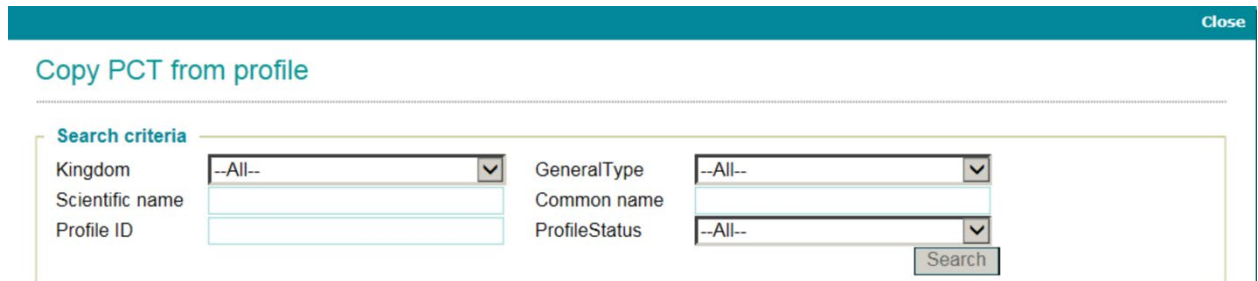 Close
Copy PCT from profile
Search criteria
Kingdom --All-- GeneralType --All--
Scientific name Common name
Profile ID ProfileStatus --All--
Search